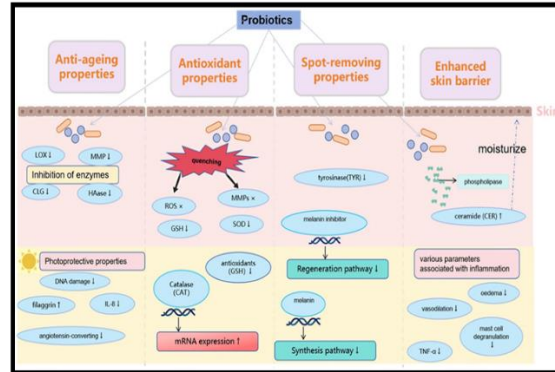 Probiotics
Anti-ageing
properties
Antioxidant
properties
Spot-removing
properties
Enhanced
skin barrier
Skin
LOX ↓
MMP ↓
Inhibition of enzymes
CLG ↓
HAase ↓
quenching
ROS ×
MMPs ×
GSH ↓
SOD ↓
tyrosinase(TYR) ↓
melanin inhibitor
Regeneration pathway ↓
moisturize
phospholipase
ceramide (CER) ↑
Photoprotective properties
DNA damage ↓
filaggrin ↑
IL-8 ↓
angiotensin-converting ↓
Catalase
(CAT)
antioxidants
(GSH) ↓
mRNA expression ↑
melanin
Synthesis pathway ↓
various parameters
associated with inflammation
oedema ↓
vasodilation ↓
mast cell
degranulation
↓
TNF-α ↓